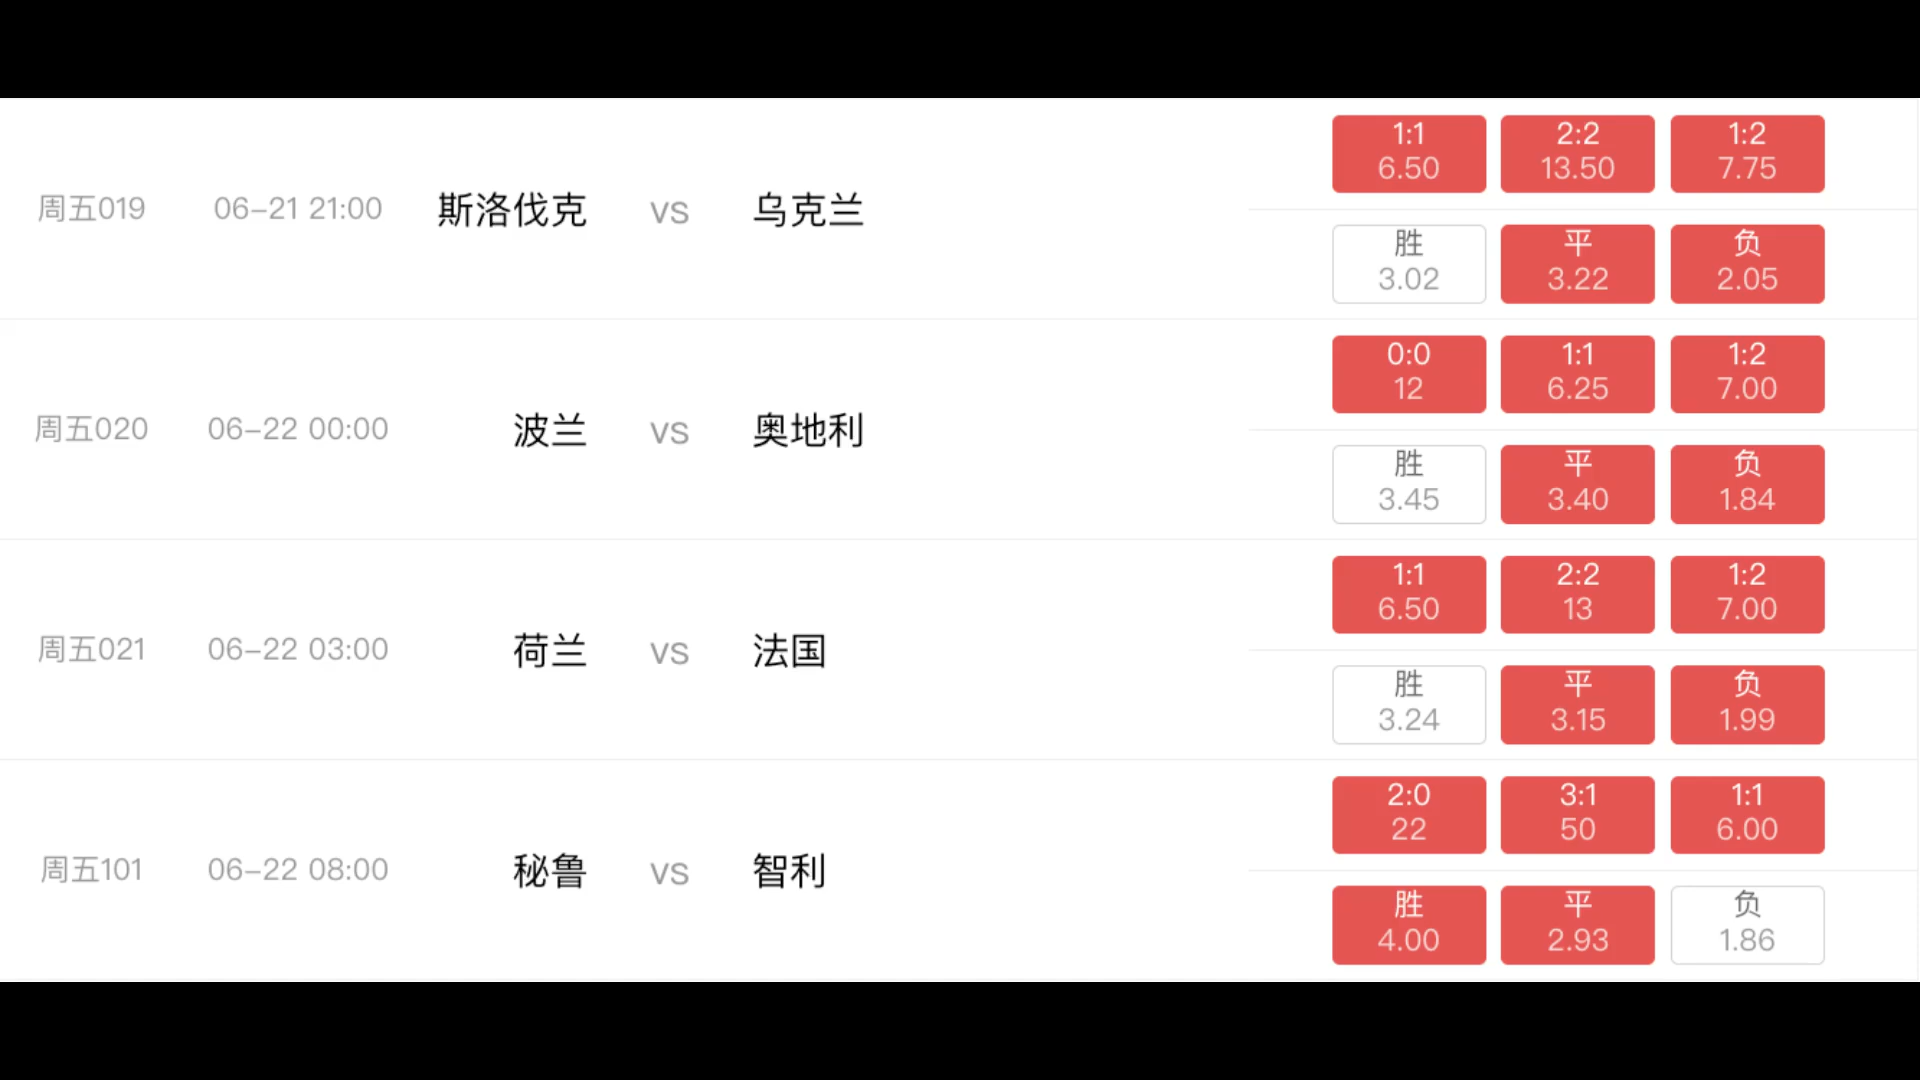 1:1 2:2 1:2
6.50 13.50 7.75
周五019 06-21 21:00 斯洛伐克 vs 乌克兰
胜 平 负
3.02 3.22 2.05
0:0 1:1 1:2
12 6.25 7.00
周五020 06-22 00:00 波兰 vs 奥地利
胜 平 负
3.45 3.40 1.84
1:1 2:2 1:2
6.50 13 7.00
周五021 06-22 03:00 荷兰 vs 法国
胜 平 负
3.24 3.15 1.99
2:0 3:1 1:1
22 50 6.00
周五101 06-22 08:00 秘鲁 vs 智利
胜 平 负
4.00 2.93 1.86